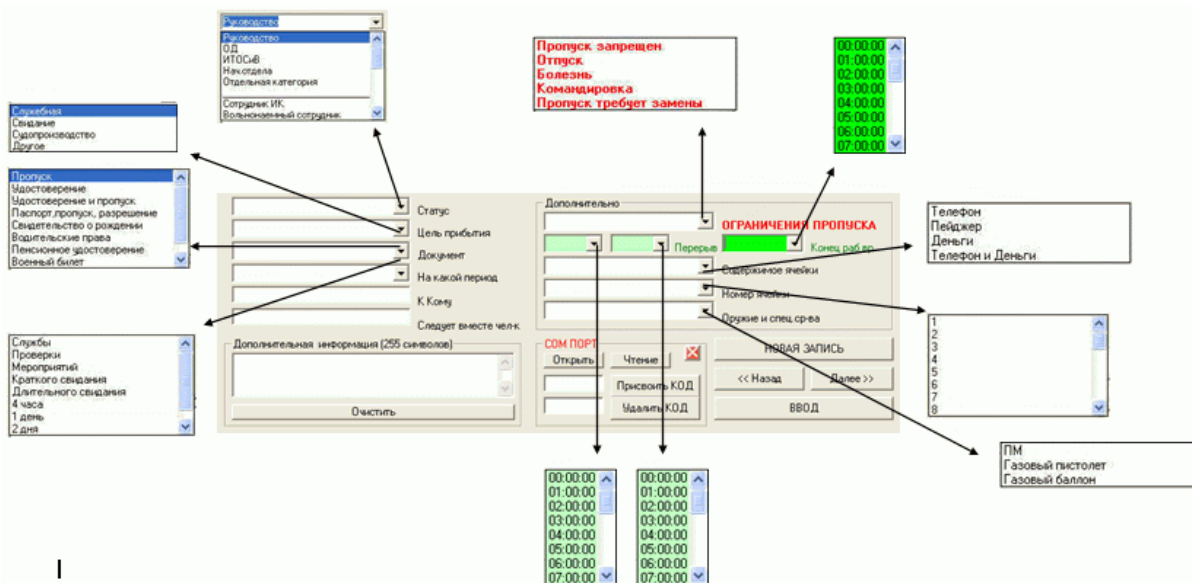 Руководство
Руководство
ОД
ИТОСиВ
Нач.отдела
Отдельная категория
Сотрудник ИК
Вольнонаемный сотрудник
Пропуск запрещен
Отпуск
Болезнь
Командировка
Пропуск требует замены
00:00:00
01:00:00
02:00:00
03:00:00
04:00:00
05:00:00
06:00:00
07:00:00
Служебная
Свидание
Судопроизводство
Другое
Пропуск
Удостоверение
Удостоверение и пропуск
Паспорт,пропуск, разрешение
Свидетельство о рождении
Водительские права
Пенсионное удостоверение
Военный билет
Статус
Цель прибытия
Документ
На какой период
К Кому
Следует вместе чел-к
Дополнительно
ОГРАНИЧЕНИЯ ПРОПУСКА
Перерыв
Конец раб.вр.
Содержимое ячейки
Номер ячейки
Оружие и спец.ср-ва
Телефон
Пейджер
Деньги
Телефон и Деньги
Службы
Проверки
Мероприятий
Краткого свидания
Длительного свидания
4 часа
1 день
2 дня
Дополнительная информация (255 символов)
Очистить
COM ПОРТ
Открыть
Чтение
Присвоить КОД
Удалить КОД
НОВАЯ ЗАПИСЬ
<< Назад
Далее >>
ВВОД
1
2
3
4
5
6
7
8
ПМ
Газовый пистолет
Газовый баллон
00:00:00
01:00:00
02:00:00
03:00:00
04:00:00
05:00:00
06:00:00
07:00:00
00:00:00
01:00:00
02:00:00
03:00:00
04:00:00
05:00:00
06:00:00
07:00:00